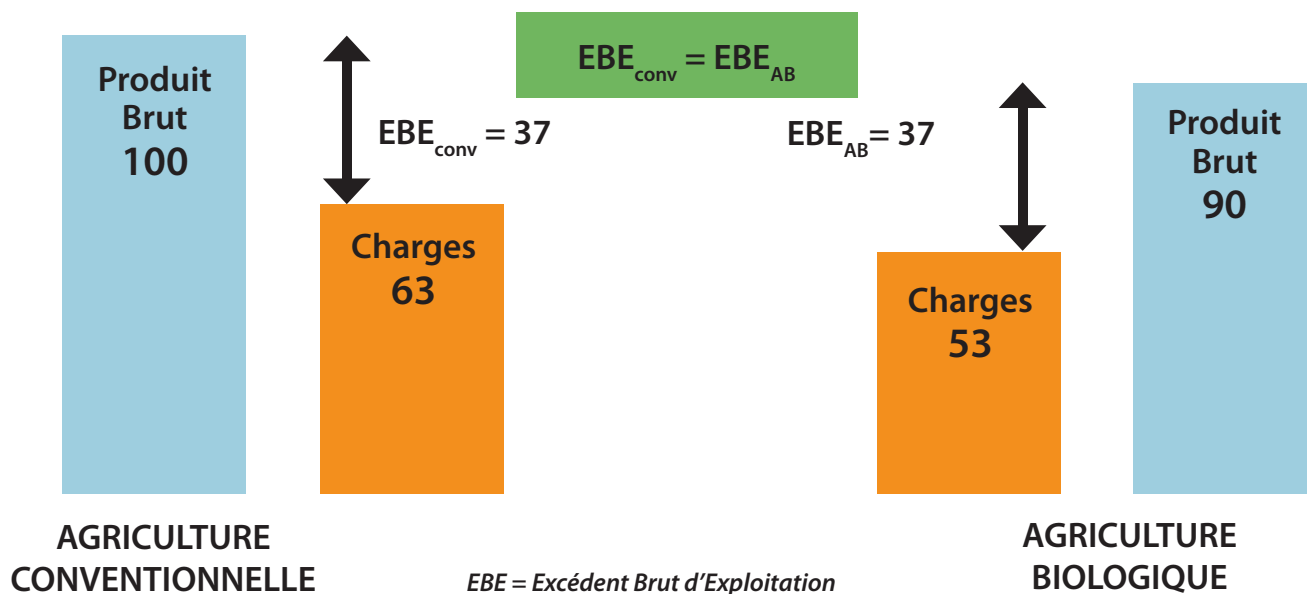 Produit
Brut
100
EBEconv = 37
Charges
63
EBEconv = EBEAB
EBEAB = 37
Charges
53
Produit
Brut
90
AGRICULTURE
CONVENTIONNELLE
EBE = Excédent Brut d’Exploitation
AGRICULTURE
BIOLOGIQUE